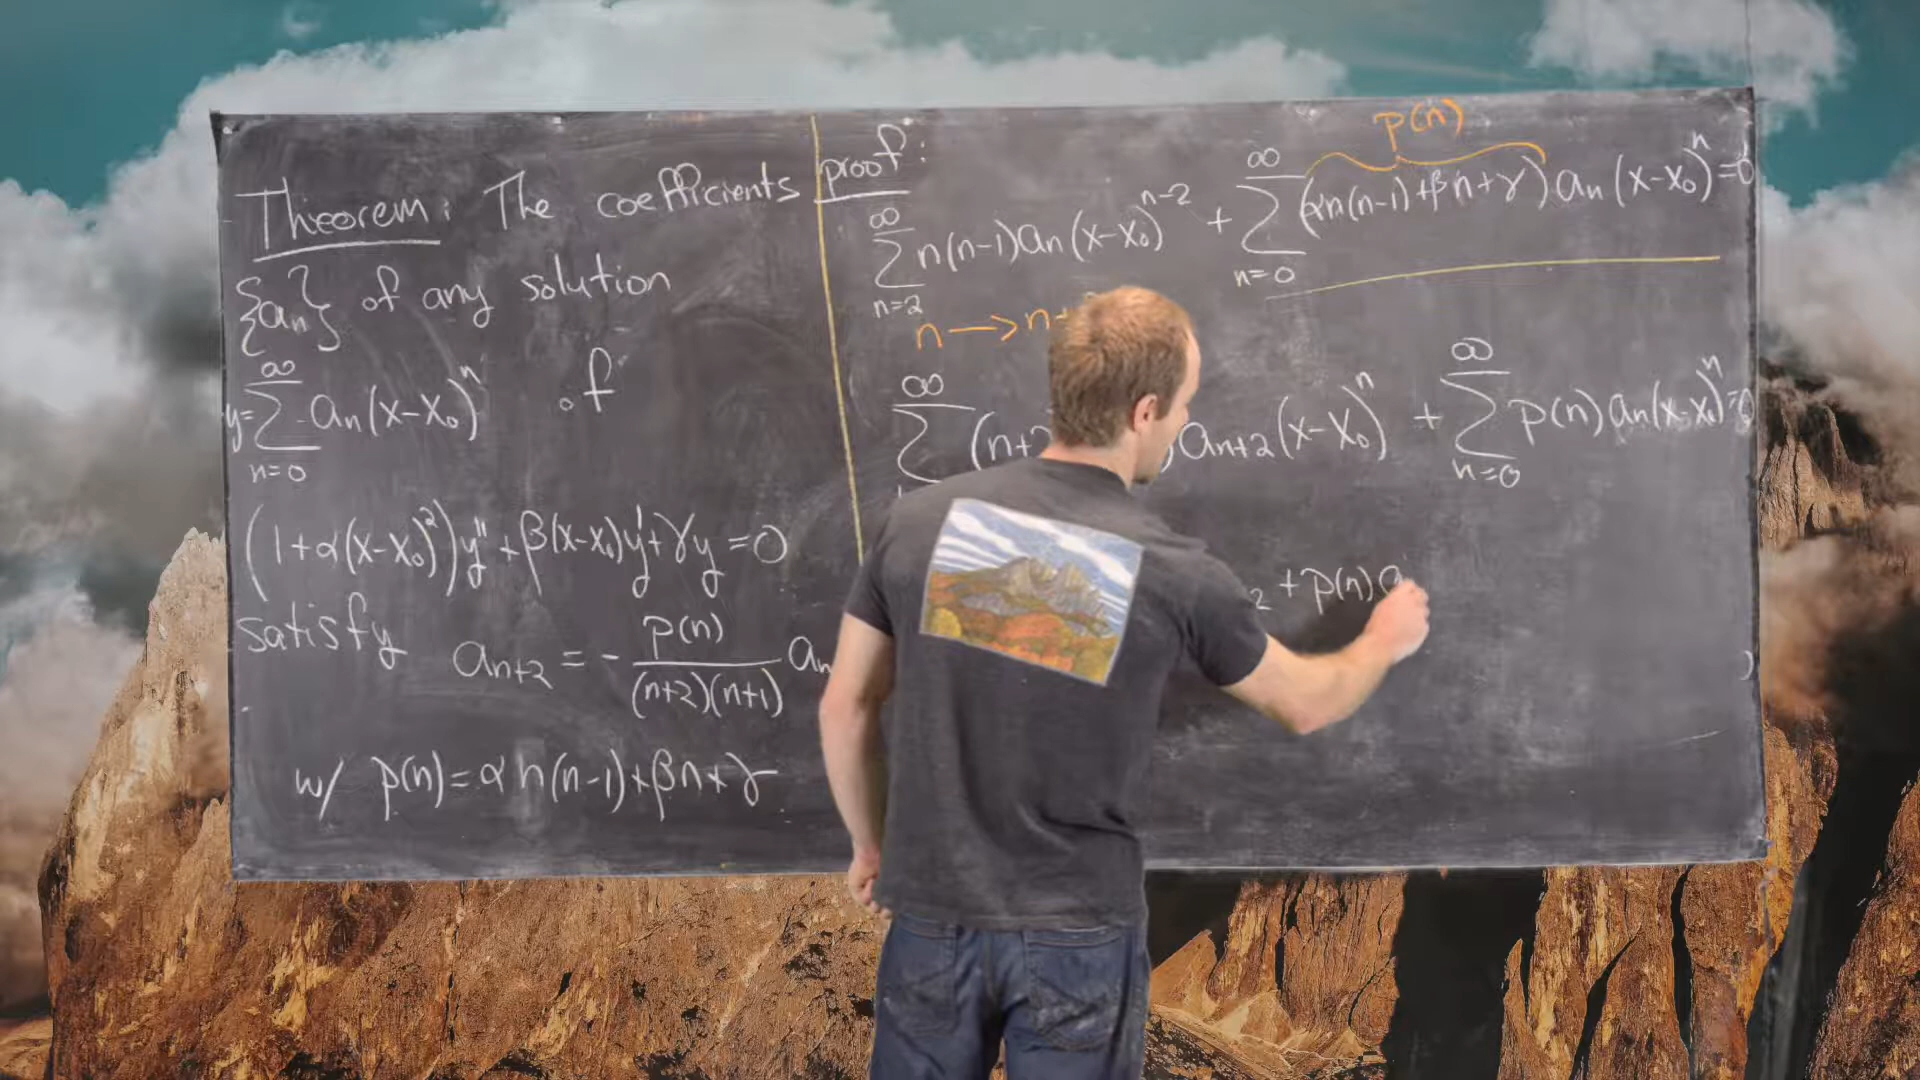 Theorem: The coefficients
{aₙ} of any solution
y = ∞ Σ n=0 aₙ(x-x₀)ⁿ of
(1+α(x-x₀)²)y''+β(x-x₀)y'+γy=0
satisfy aₙ₊₂ = - p(n)/(n+2)(n+1) aₙ
w/ p(n)=αn(n-1)+βn+γ
proof:
p(n)
∞ Σ n=2 n(n-1)aₙ(x-x₀)ⁿ⁻² + ∞ Σ n=0 (αn(n-1)+βn+γ)aₙ(x-x₀)ⁿ=0
n→n+
∞ Σ (n+2 )aₙ₊₂(x-x₀)ⁿ + ∞ Σ n=0 p(n)aₙ(x-x₀)ⁿ=0
₂ + p(n)a